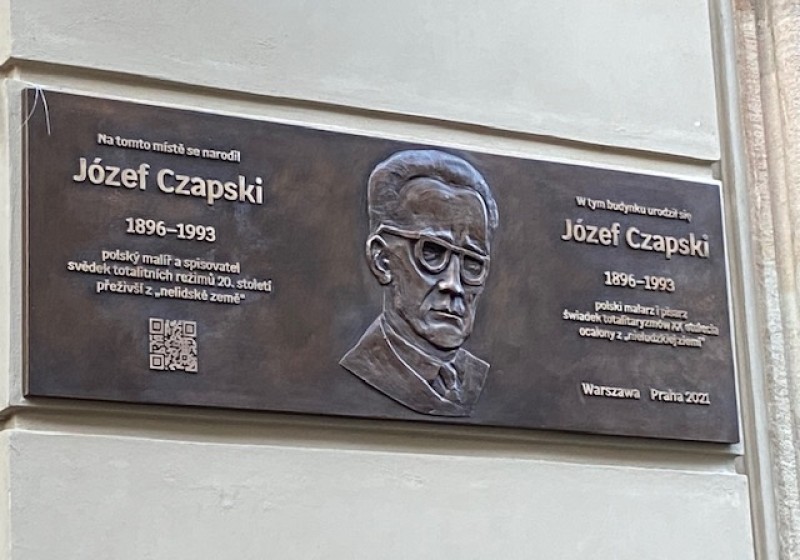 Na tomto místě se narodil
Józef Czapski
1896–1993
polský malíř a spisovatel
svědek totalitních režimů 20. století
přeživší z „nelidské země“
W tym budynku urodził się
Józef Czapski
1896–1993
polski malarz i pisarz
świadek totalitaryzmów XX stulecia
ocalony z „nieludzkiej ziemi”
Warszawa Praha 2021